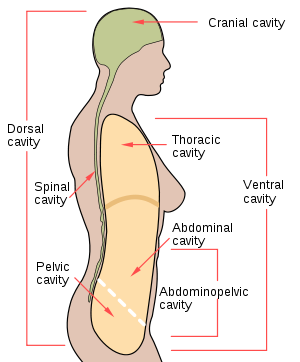 Cranial cavity
Dorsal
cavity
Thoracic
cavity
Spinal
cavity
Ventral
cavity
Abdominal
cavity
Pelvic
cavity
Abdominopelvic
cavity